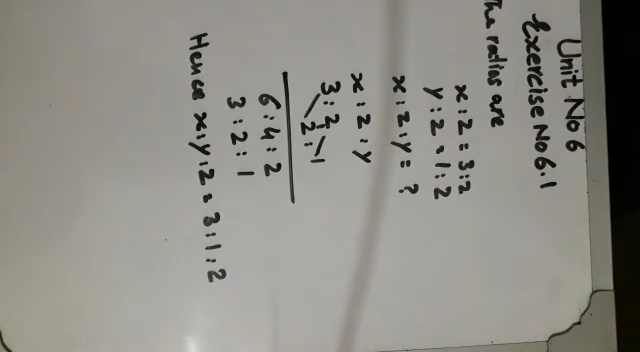 Unit No 6
Exercise No 6.1
The ratios are
x : z = 3 : 2
y : z = 1 : 2
x : z : y = ?
x : z : y
3 : 2
2 : 1
6 : 4 : 2
3 : 2 : 1
Hence x : y : z = 3 : 1 : 2